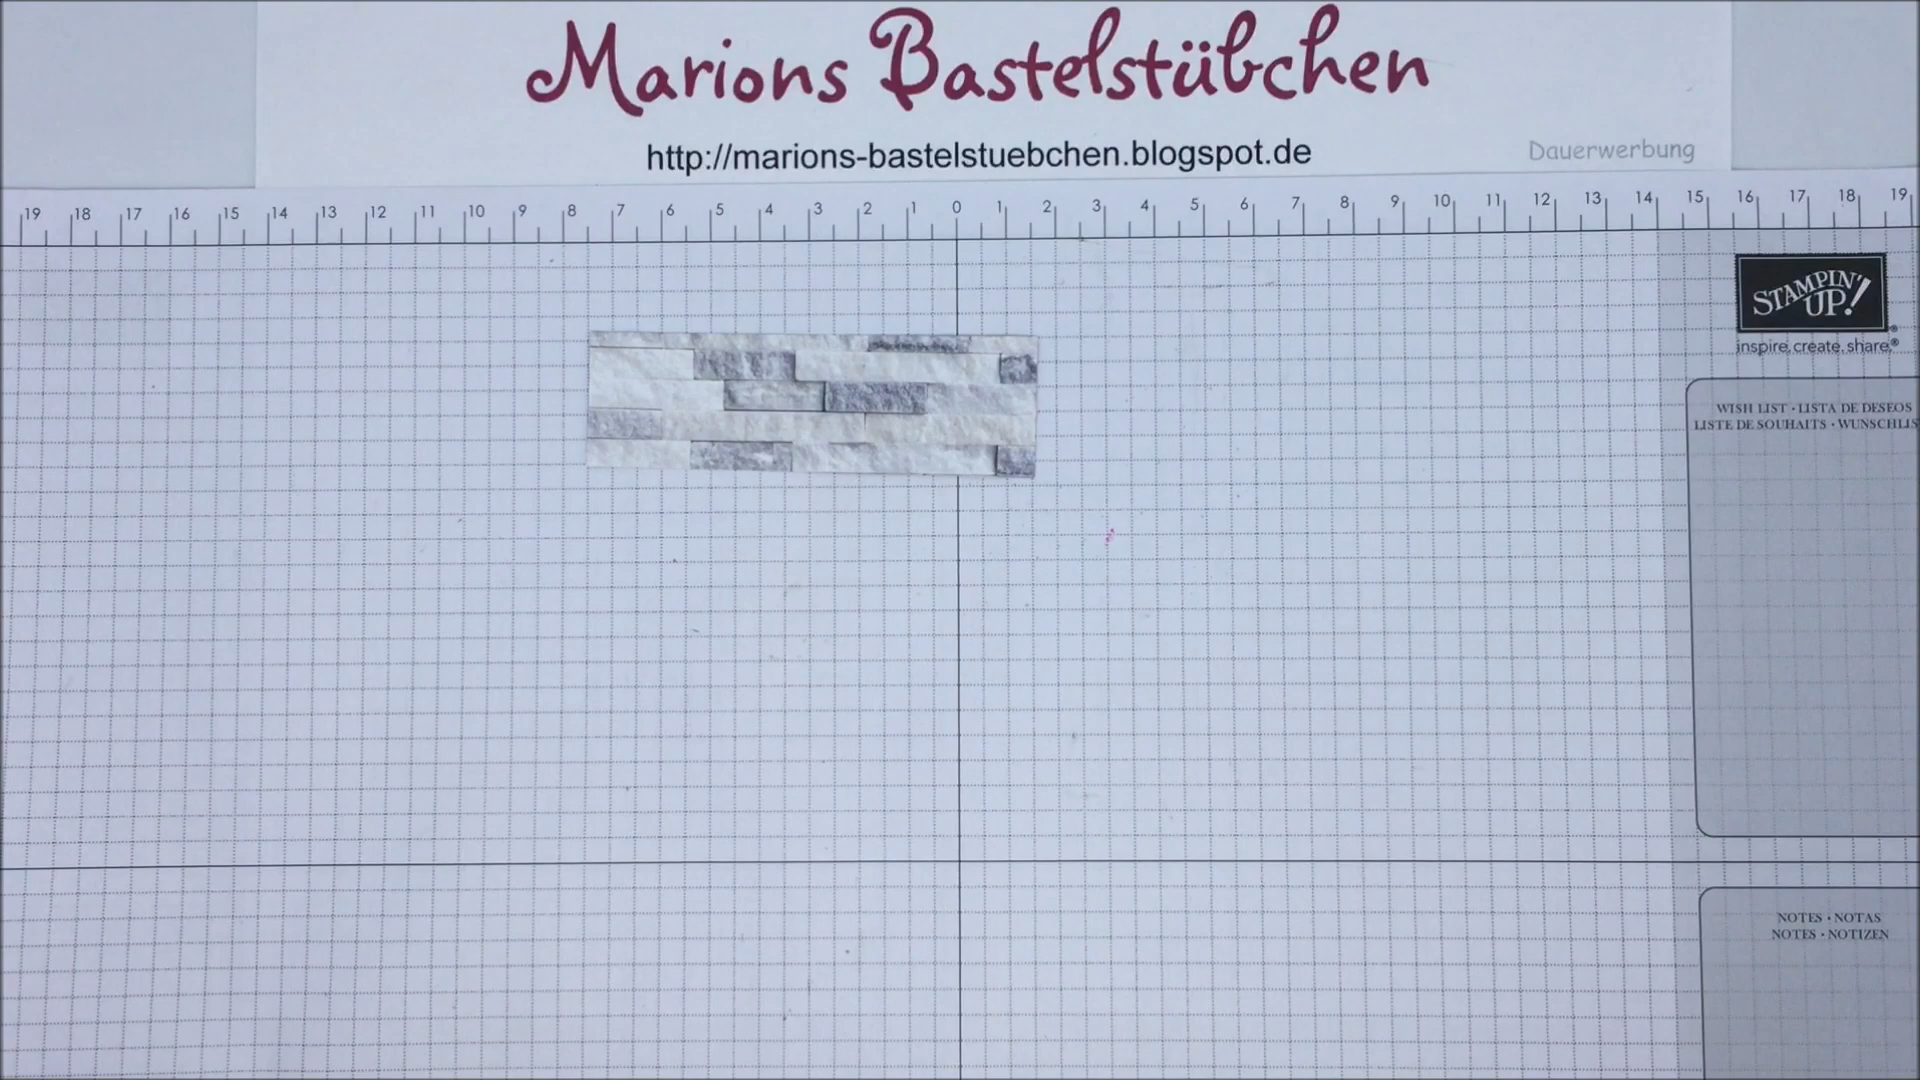 Marions Bastelstübchen
http://marions-bastelstuebchen.blogspot.de
Dauerwerbung
19 18 17 16 15 14 13 12 11 10 9 8 7 6 5 4 3 2 1 0 1 2 3 4 5 6 7 8 9 10 11 12 13 14 15 16 17 18 19
STAMPIN' UP!®
inspire.create.share.®
WISH LIST • LISTA DE DESEOS
LISTE DE SOUHAITS • WUNSCHLIS
NOTES • NOTAS
NOTES • NOTIZEN